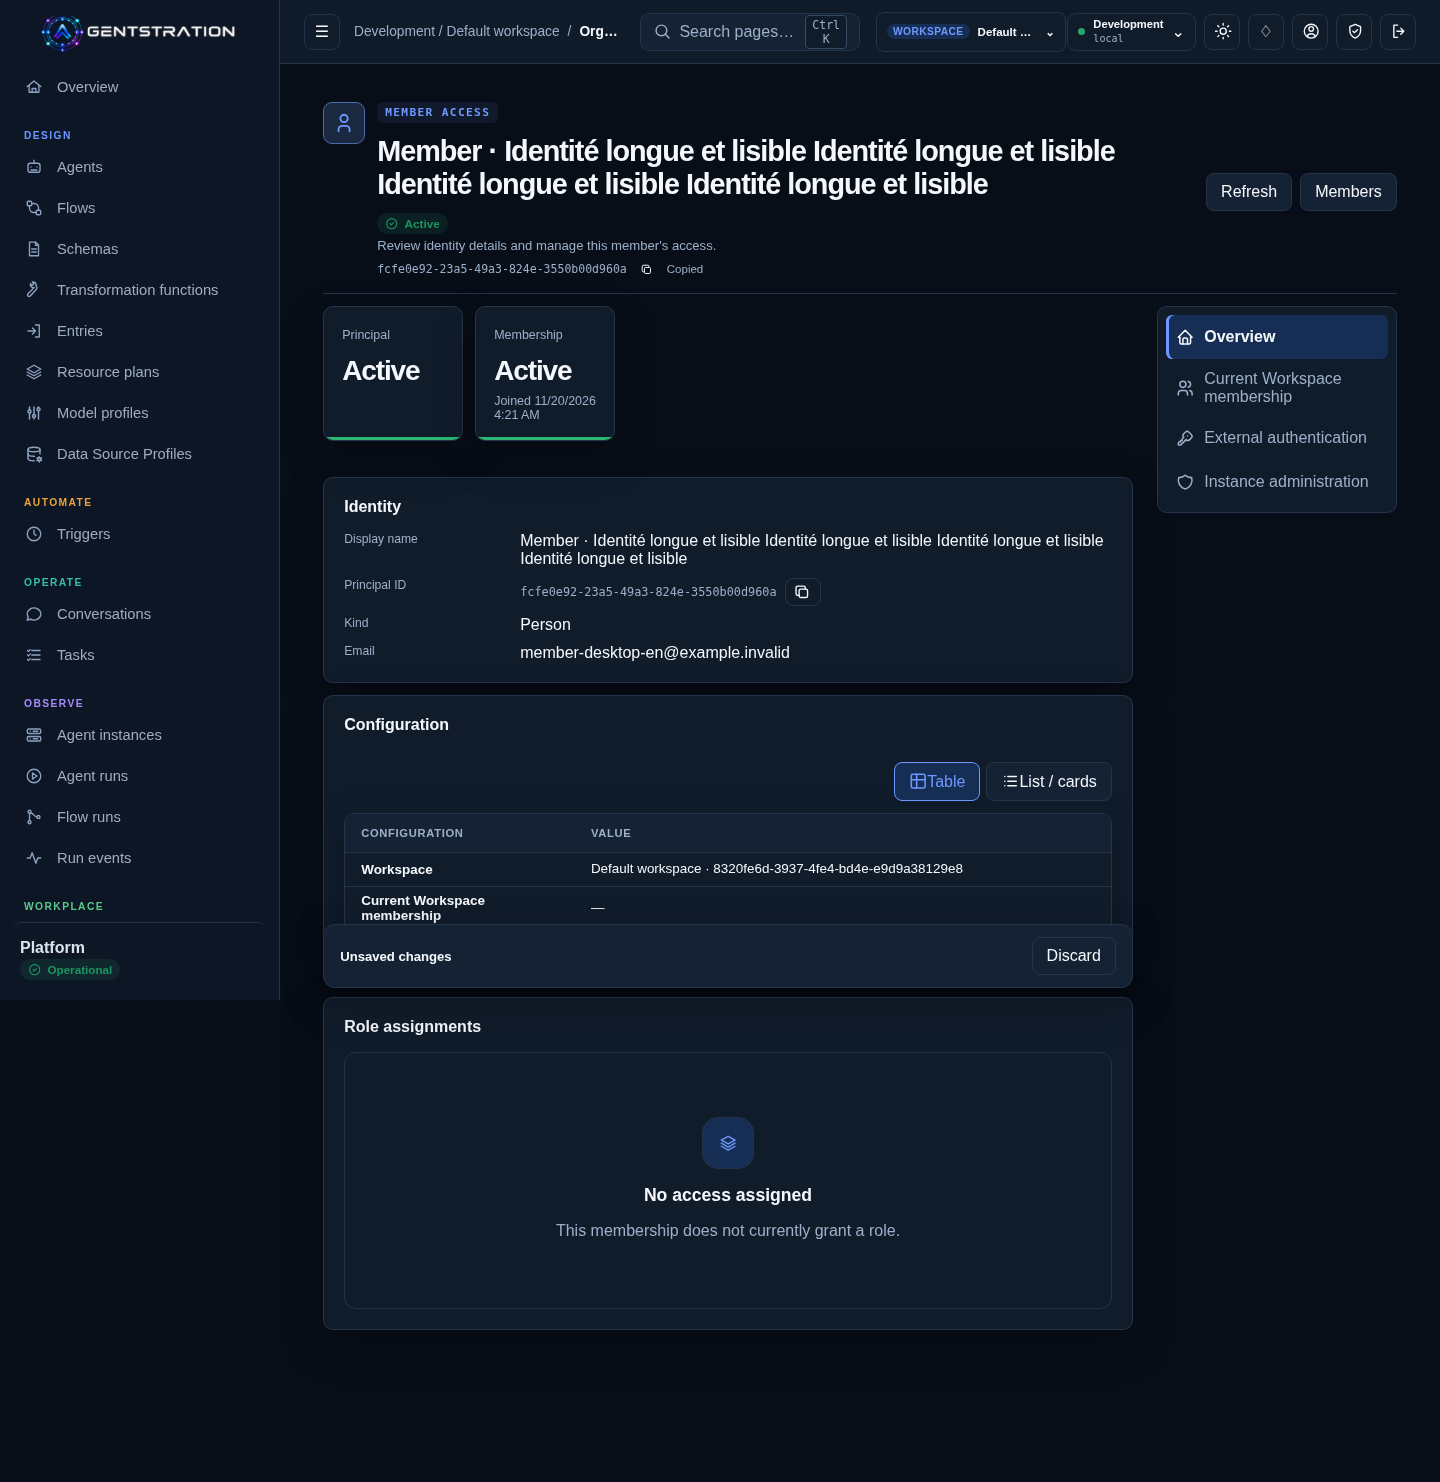 GENTSTRATION
Overview
DESIGN
Agents
Flows
Schemas
Transformation functions
Entries
Resource plans
Model profiles
Data Source Profiles
AUTOMATE
Triggers
OPERATE
Conversations
Tasks
OBSERVE
Agent instances
Agent runs
Flow runs
Run events
WORKPLACE
Platform
Operational
Development / Default workspace / Org…
Search pages…
Ctrl
K
WORKSPACE Default …
Development
local
MEMBER ACCESS
Member · Identité longue et lisible Identité longue et lisible
Identité longue et lisible Identité longue et lisible
Active
Review identity details and manage this member's access.
fcfe0e92-23a5-49a3-824e-3550b00d960a Copied
Refresh
Members
Principal
Active
Membership
Active
Joined 11/20/2026
4:21 AM
Overview
Current Workspace
membership
External authentication
Instance administration
Identity
Display name
Member · Identité longue et lisible Identité longue et lisible Identité longue et lisible
Identité longue et lisible
Principal ID
fcfe0e92-23a5-49a3-824e-3550b00d960a
Kind
Person
Email
member-desktop-en@example.invalid
Configuration
Table
List / cards
CONFIGURATION VALUE
Workspace Default workspace · 8320fe6d-3937-4fe4-bd4e-e9d9a38129e8
Current Workspace
membership
—
Unsaved changes
Discard
Role assignments
No access assigned
This membership does not currently grant a role.